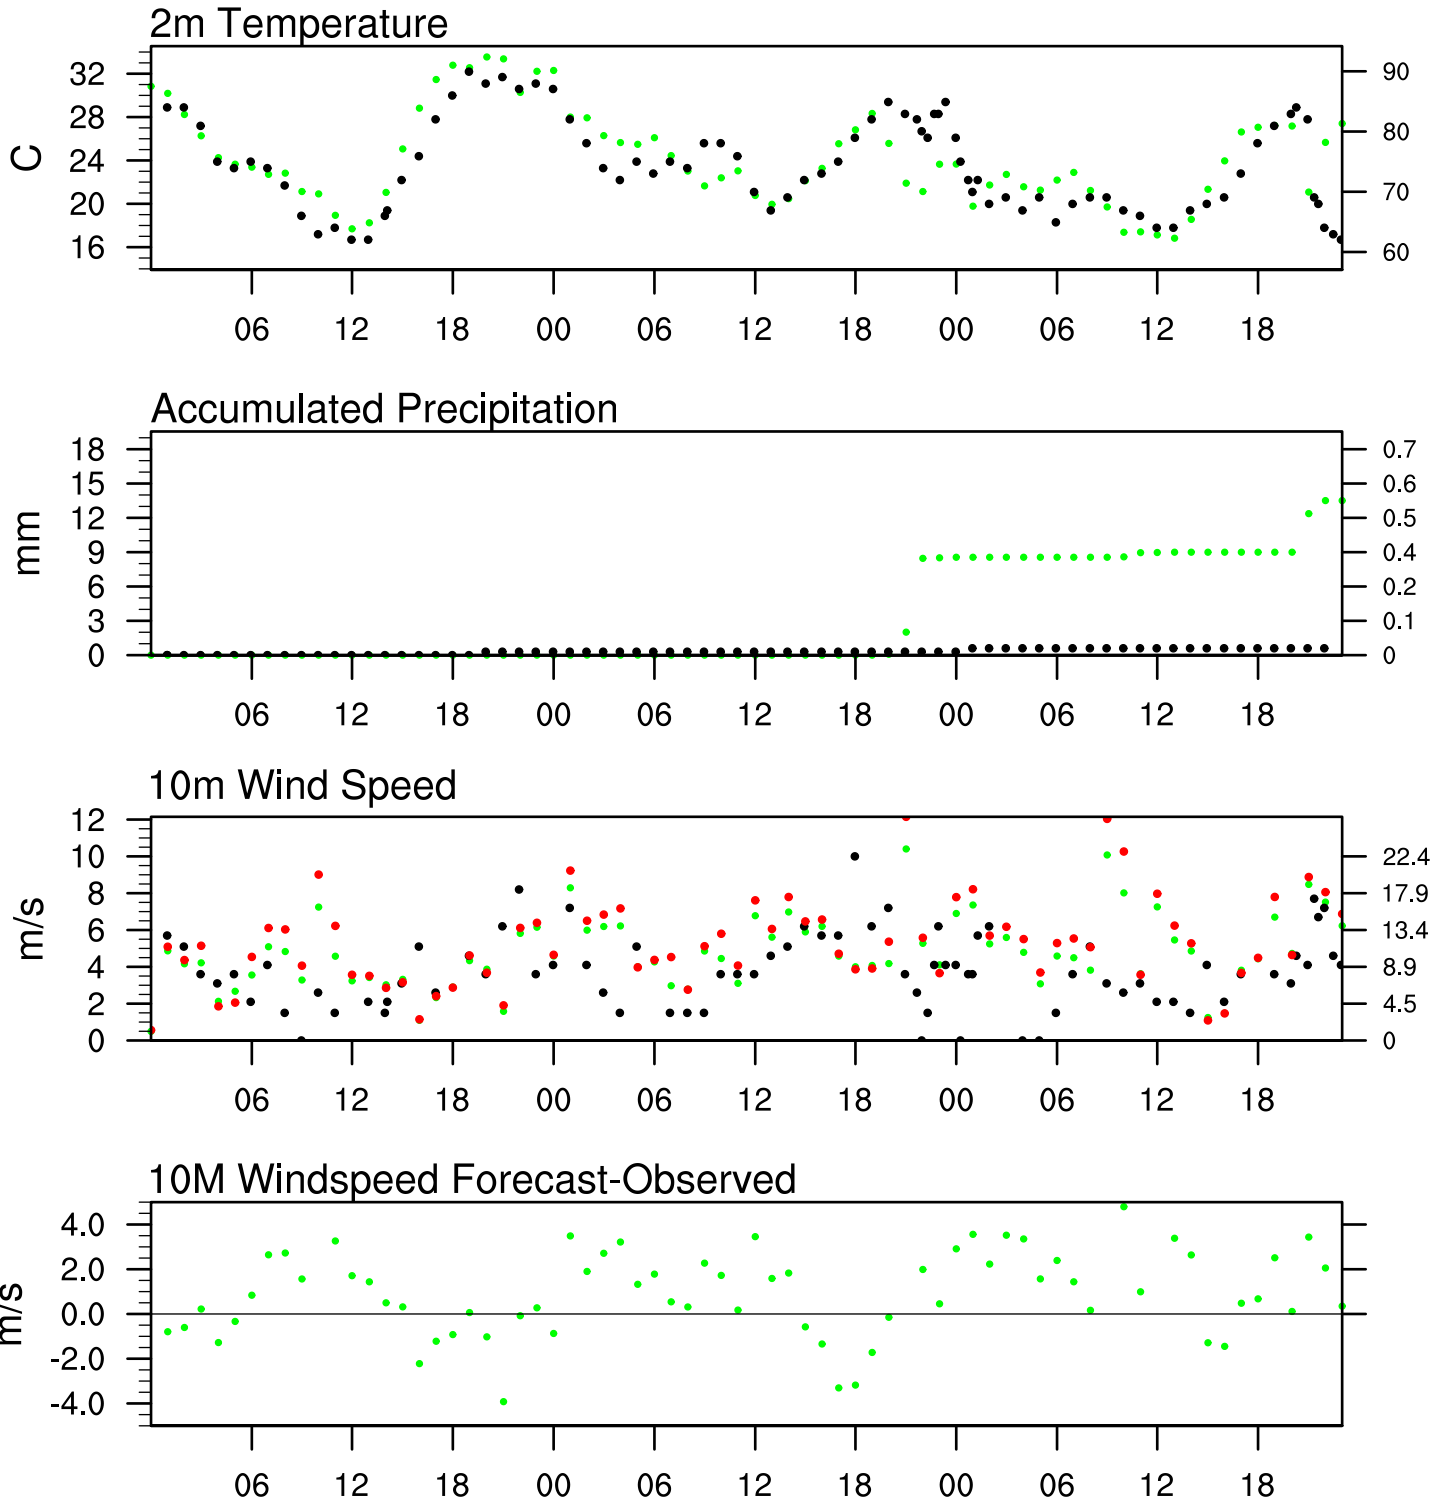 2m Temperature
32 90
28 80
C
24
20 70
16 60
06 12 18 00 06 12 18 00 06 12 18
Accumulated Precipitation
18 0.7
15 0.6
12 0.5
mm
9 0.4
6 0.2
3 0.1
0 0
06 12 18 00 06 12 18 00 06 12 18
10m Wind Speed
12
10 22.4
8 17.9
m/s
6 13.4
4 8.9
2 4.5
0 0
06 12 18 00 06 12 18 00 06 12 18
10M Windspeed Forecast-Observed
4.0
2.0
m/s
0.0
-2.0
-4.0
06 12 18 00 06 12 18 00 06 12 18